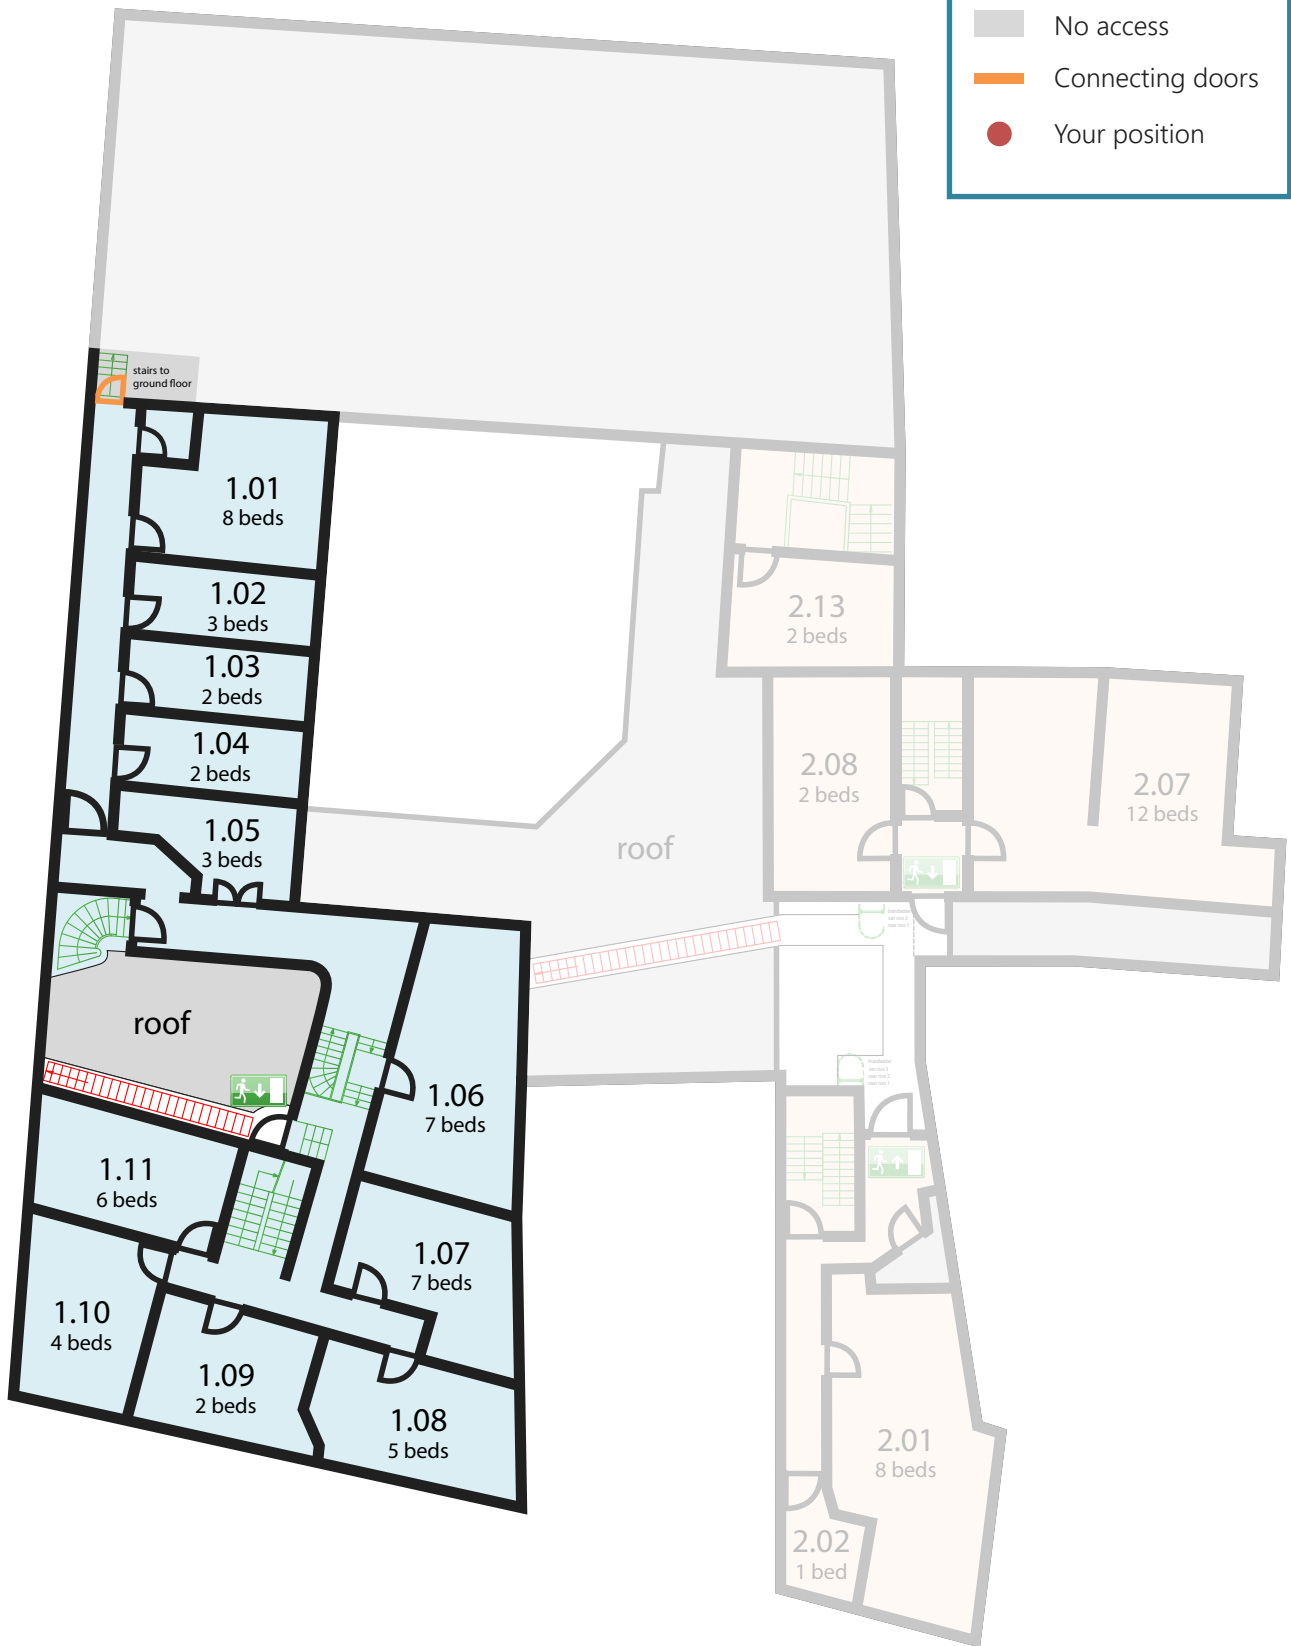 No access
Connecting doors
Your position
stairs to
ground floor
1.01
8 beds
1.02
3 beds
1.03
2 beds
1.04
2 beds
1.05
3 beds
2.13
2 beds
2.08
2 beds
2.07
12 beds
roof
roof
1.06
7 beds
1.11
6 beds
1.07
7 beds
1.10
4 beds
1.09
2 beds
1.08
5 beds
2.01
8 beds
2.02
1 bed